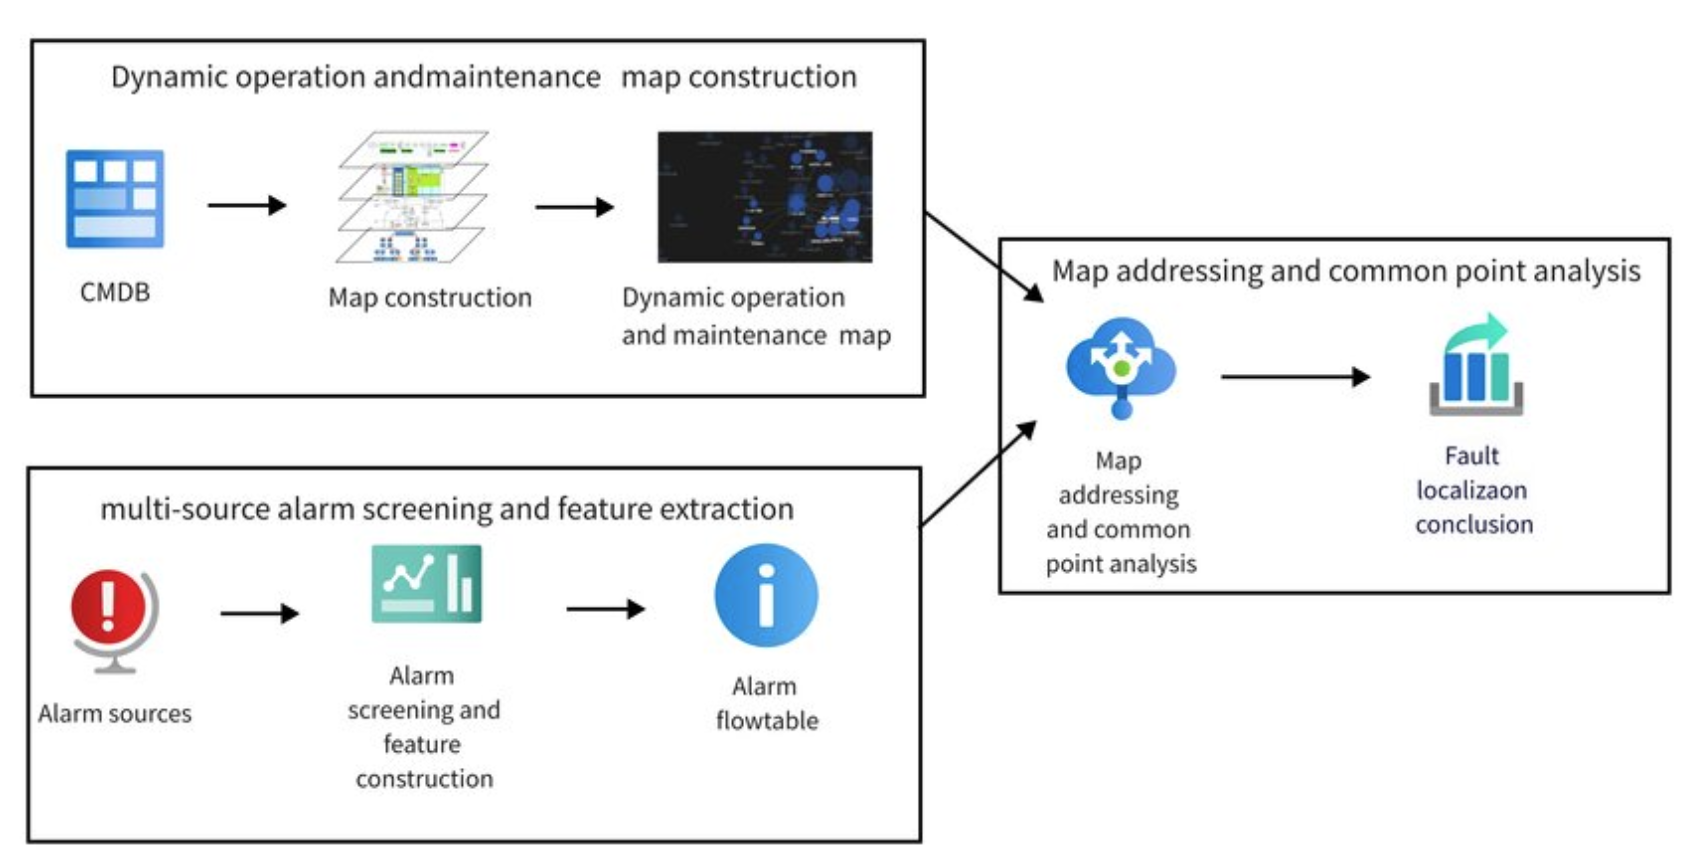 Dynamic operation andmaintenance map construction
CMDB
Map construction
Dynamic operation
and maintenance map
Map addressing and common point analysis
Map
addressing
and common
point analysis
Fault
localizaon
conclusion
multi-source alarm screening and feature extraction
Alarm sources
Alarm
screening and
feature
construction
Alarm
flowtable